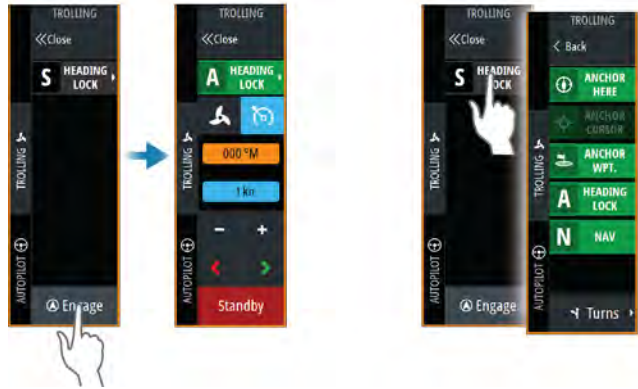 TROLLING
«Close
S HEADING
LOCK
TROLLING
AUTOPILOT
Engage
TROLLING
«Close
A HEADING
LOCK
000 °M
1 kn
- +
< >
TROLLING
AUTOPILOT
Standby
TROLLING
«Close
S HEADING
LOCK
TROLLING
AUTOPILOT
Engage
TROLLING
< Back
ANCHOR
HERE
ANCHOR
CURSOR
ANCHOR
WPT.
A HEADING
LOCK
N NAV
TROLLING
AUTOPILOT
Turns